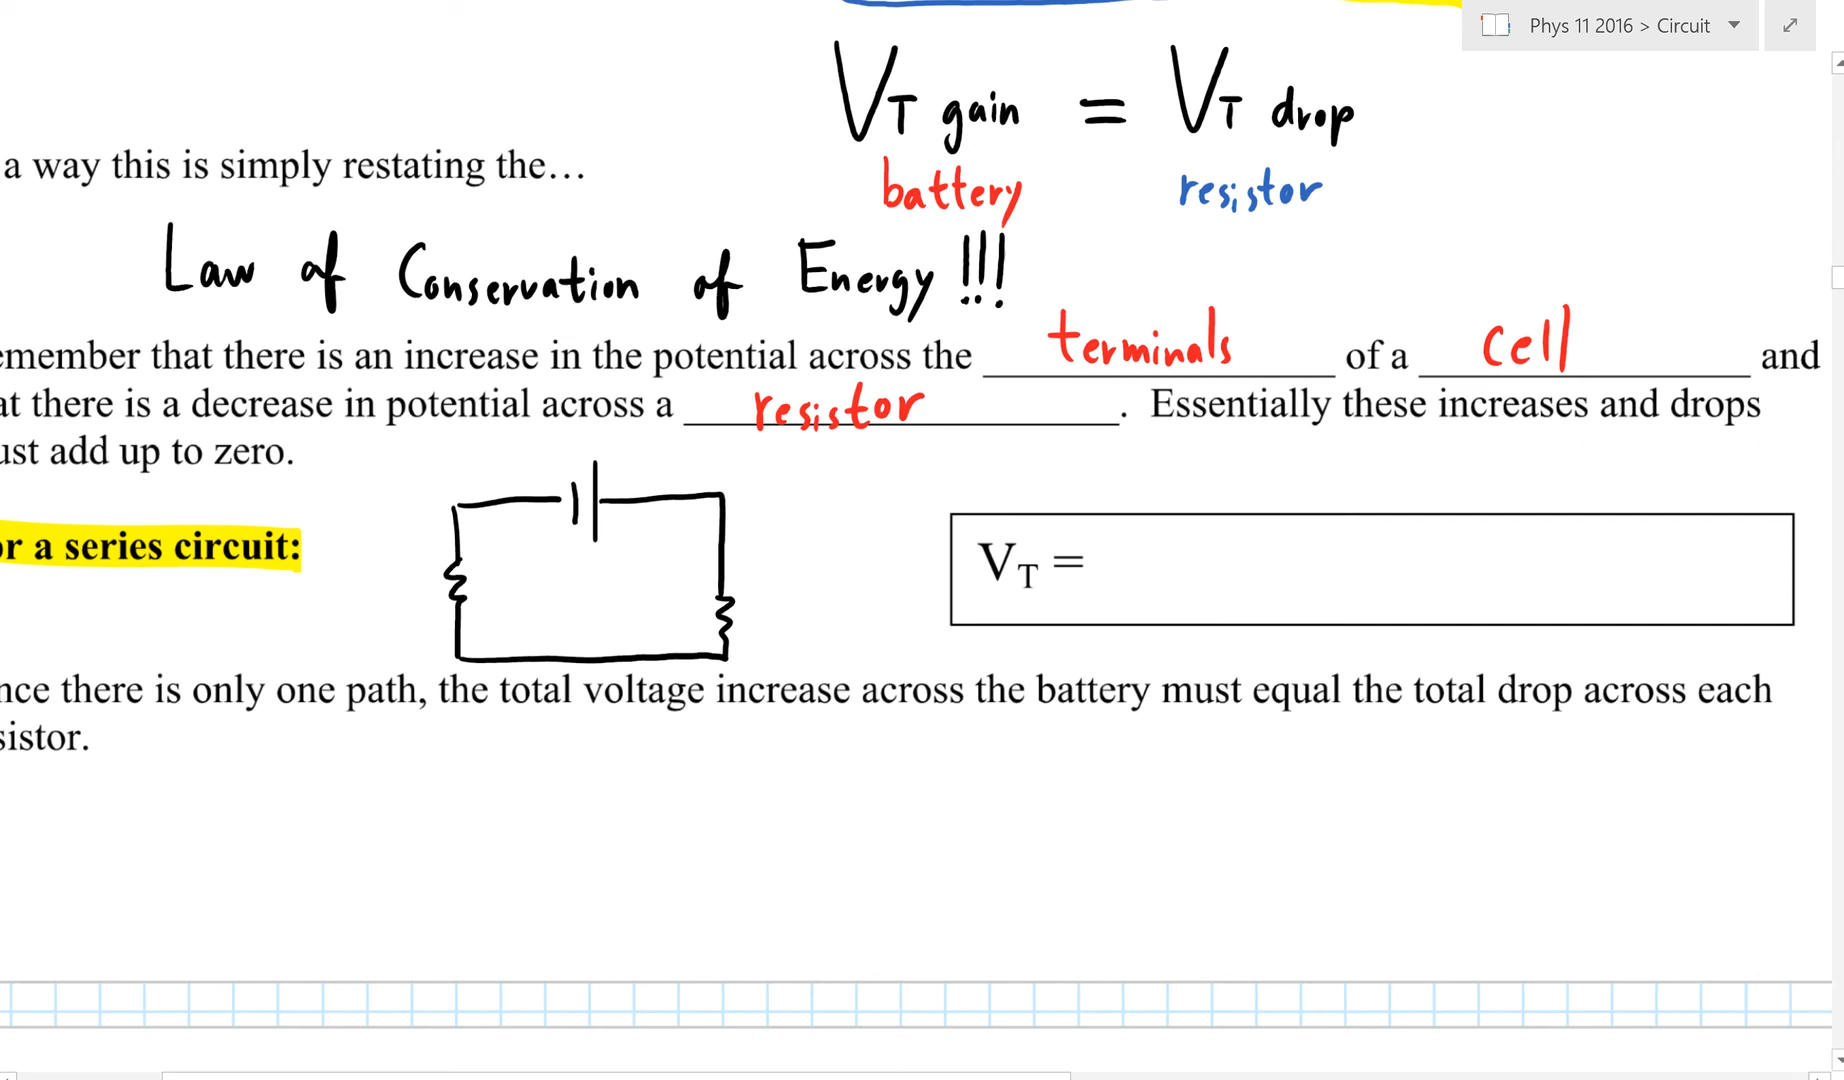 Phys 11 2016 > Circuit
VT gain = VT drop
battery resistor
a way this is simply restating the…
Law of Conservation of Energy!!!
emember that there is an increase in the potential across the terminals of a cell and
at there is a decrease in potential across a resistor. Essentially these increases and drops
ust add up to zero.
or a series circuit:
VT =
nce there is only one path, the total voltage increase across the battery must equal the total drop across each
sistor.